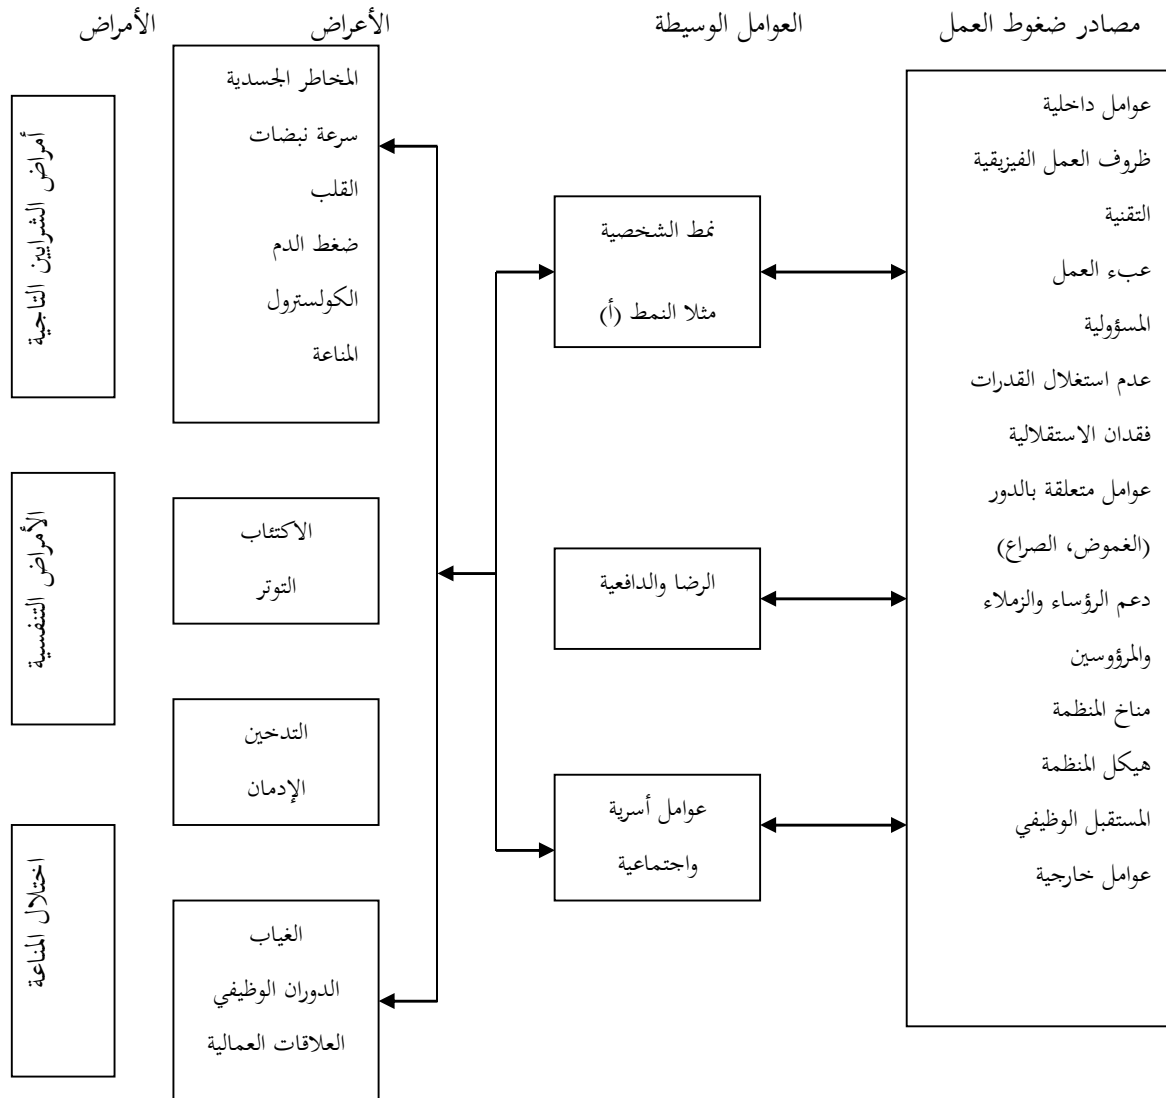 مصادر ضغوط العمل
العوامل الوسيطة
الأعراض
الأمراض
عوامل داخلية
ظروف العمل الفيزيقية
التقنية
عبء العمل
المسؤولية
عدم استغلال القدرات
فقدان الاستقلالية
عوامل متعلقة بالدور
(الغموض، الصراع)
دعم الرؤساء والزملاء
والمرؤوسين
مناخ المنظمة
هيكل المنظمة
المستقبل الوظيفي
عوامل خارجية
نمط الشخصية
مثلا النمط (أ)
الرضا والدافعية
عوامل أسرية
واجتماعية
المخاطر الجسدية
سرعة نبضات
القلب
ضغط الدم
الكولسترول
المناعة
الاكتئاب
التوتر
التدخين
الإدمان
الغياب
الدوران الوظيفي
العلاقات العمالية
أمراض الشرايين التاجية
الأمراض التنفسية
اختلال المناعة